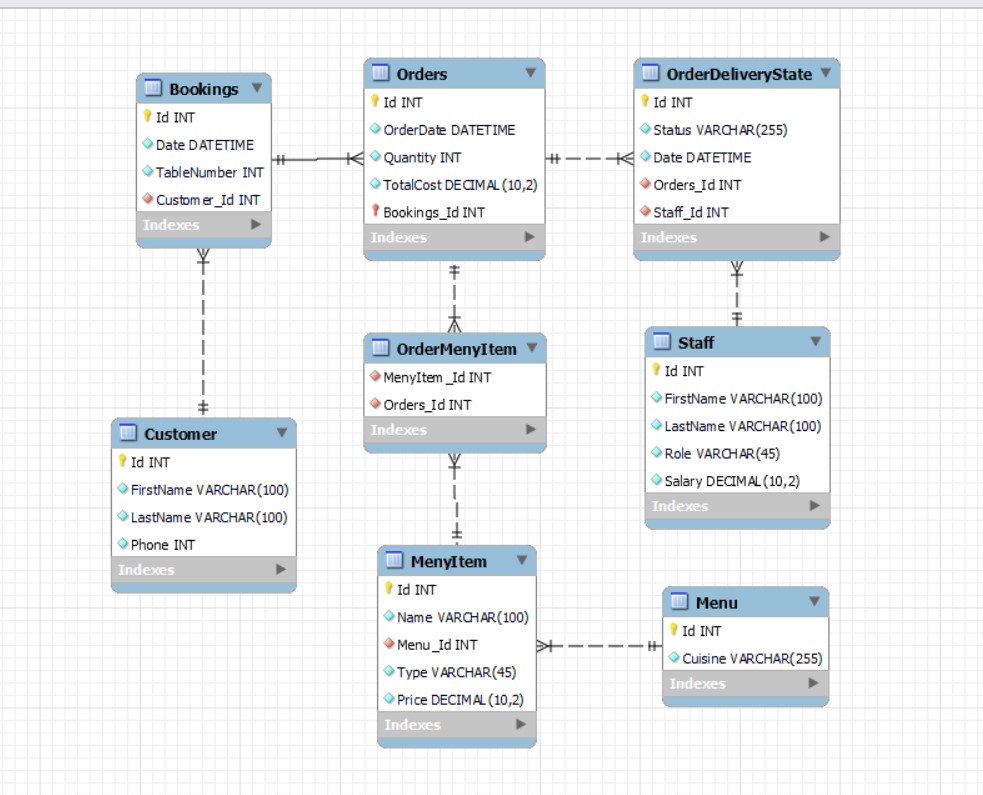 Bookings
Id INT
Date DATETIME
TableNumber INT
Customer_Id INT
Indexes
Orders
Id INT
OrderDate DATETIME
Quantity INT
TotalCost DECIMAL(10,2)
Bookings_Id INT
Indexes
OrderDeliveryState
Id INT
Status VARCHAR(255)
Date DATETIME
Orders_Id INT
Staff_Id INT
Indexes
OrderMenyItem
MenyItem_Id INT
Orders_Id INT
Indexes
Staff
Id INT
FirstName VARCHAR(100)
LastName VARCHAR(100)
Role VARCHAR(45)
Salary DECIMAL(10,2)
Indexes
Customer
Id INT
FirstName VARCHAR(100)
LastName VARCHAR(100)
Phone INT
Indexes
MenyItem
Id INT
Name VARCHAR(100)
Menu_Id INT
Type VARCHAR(45)
Price DECIMAL(10,2)
Indexes
Menu
Id INT
Cuisine VARCHAR(255)
Indexes